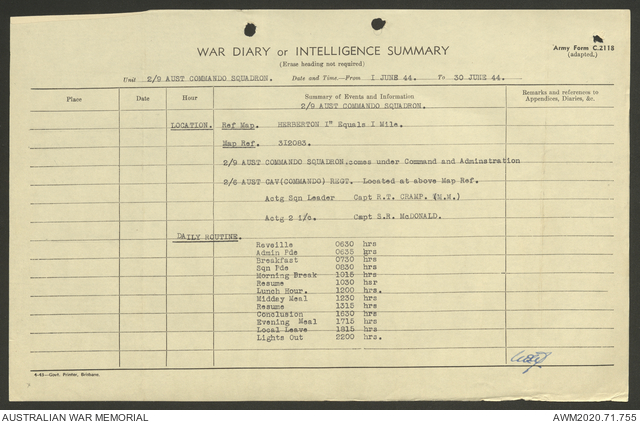 WAR DIARY or INTELLIGENCE SUMMARY
Army Form C.2118
(adapted.)
(Erase heading not required)
Unit 2/9 AUST COMMANDO SQUADRON. Date and Time—From 1 JUNE 44. To 30 JUNE 44.
Place Date Hour Summary of Events and Information Remarks and references to Appendices, Diaries, &c.
2/9 AUST COMMANDO SQUADRON.
LOCATION. Ref Map. HERBERTON I" Equals I Mile.
Map Ref. 3I2083.
2/9 AUST COMMANDO SQUADRON.comes under Command and Adminstration
2/6 AUST CAV(COMMANDO) REGT. Located at above Map Ref.
Actg Sqn Leader Capt R.T. CRAMP. (M.M.)
Actg 2 i/c. Capt S.R. McDONALD.
DAILY ROUTINE.
Reveille 0630 hrs
Admin Pde 0635 hrs
Breakfast 0730 hrs
Sqn Pde 0830 hrs
Morning Break 1015 hrs
Resume 1030 hsr
Lunch Hour. 1200 hrs.
Midday Meal 1230 hrs
Resume 1315 hrs
Conclusion 1630 hrs
Evening Meal 1715 hrs
Local Leave 1815 hrs
Lights Out 2200 hrs.
4-43—Govt. Printer, Brisbane.
AUSTRALIAN WAR MEMORIAL
AWM2020.71.755